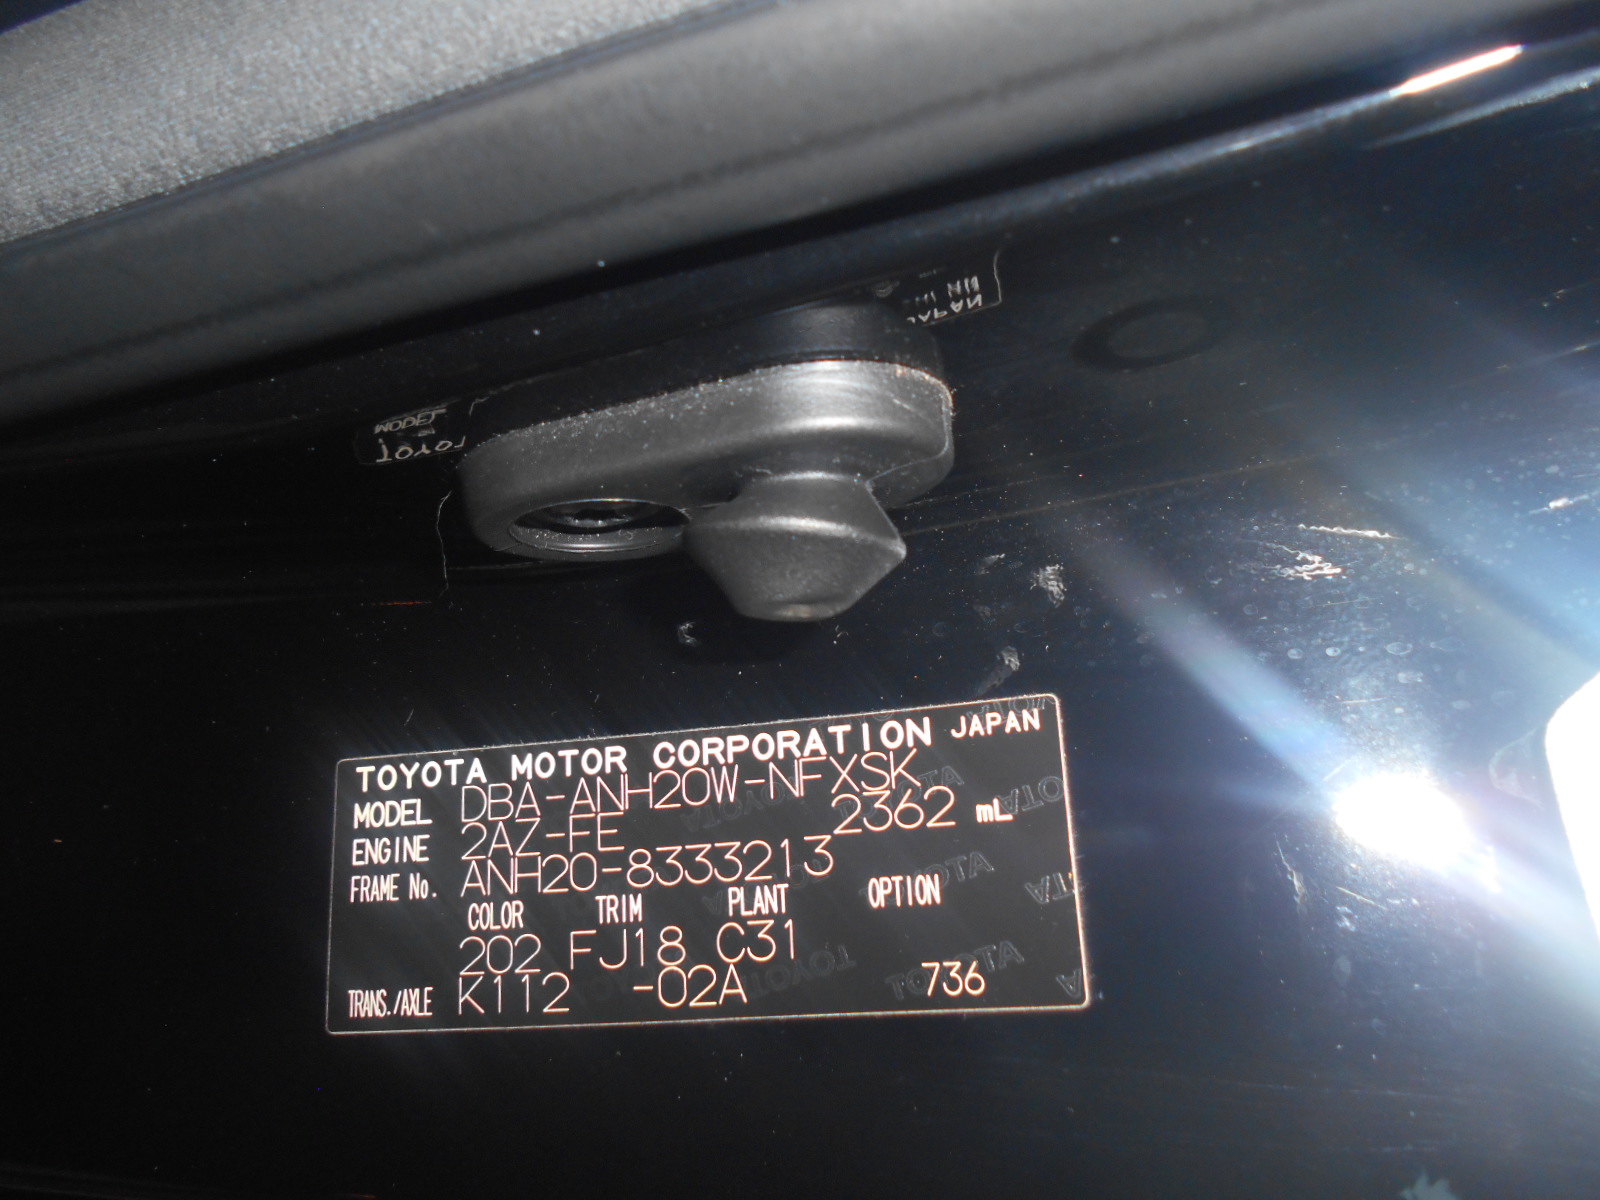 TOYOTA MOTOR CORPORATION JAPAN
MODEL DBA-ANH20W-NFXSK
ENGINE 2AZ-FE 2362 mL
FRAME No. ANH20-8333213
COLOR TRIM PLANT OPTION
202 FJ18 C31
TRANS./AXLE K112 -02A 736